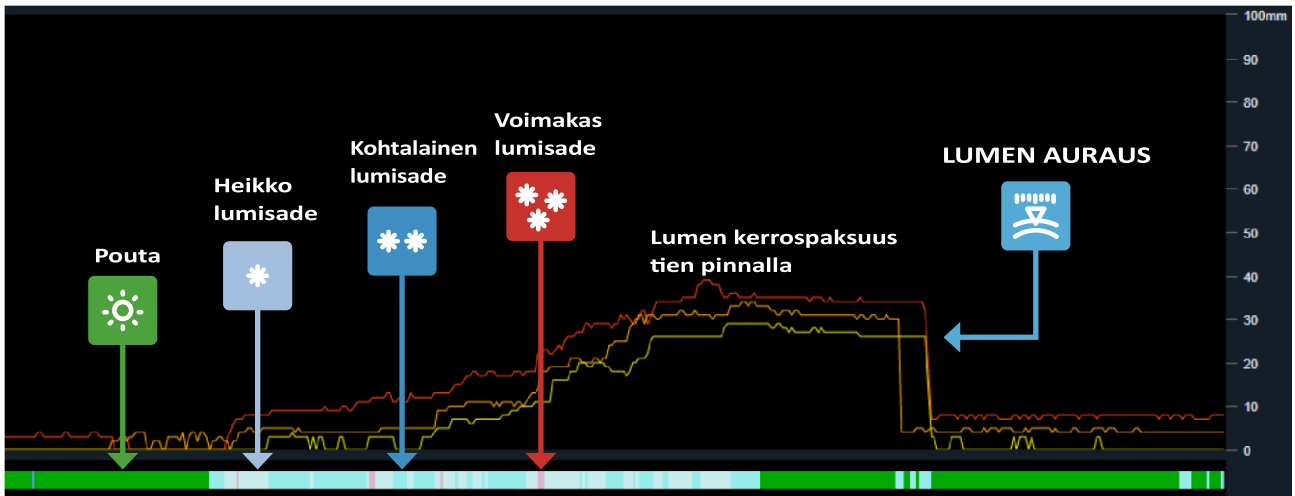 100mm
90
80
70
60
50
40
30
20
10
0
Pouta
Heikko
lumisade
Kohtalainen
lumisade
Voimakas
lumisade
Lumen kerrospaksuus
tien pinnalla
LUMEN AURAUS